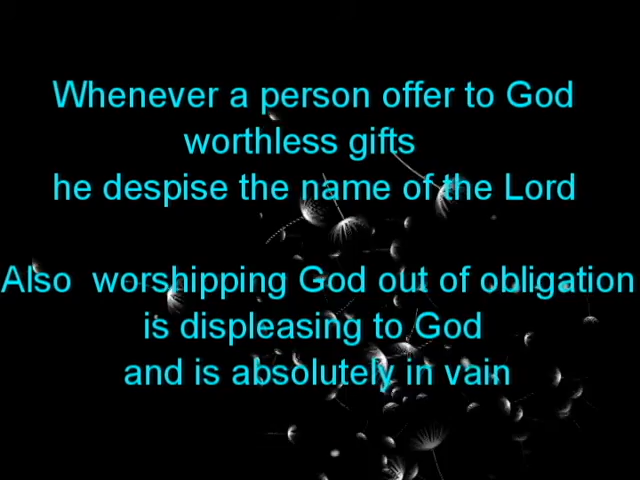 Whenever a person offer to God
worthless gifts
he despise the name of the Lord
Also worshipping God out of obligation
is displeasing to God
and is absolutely in vain